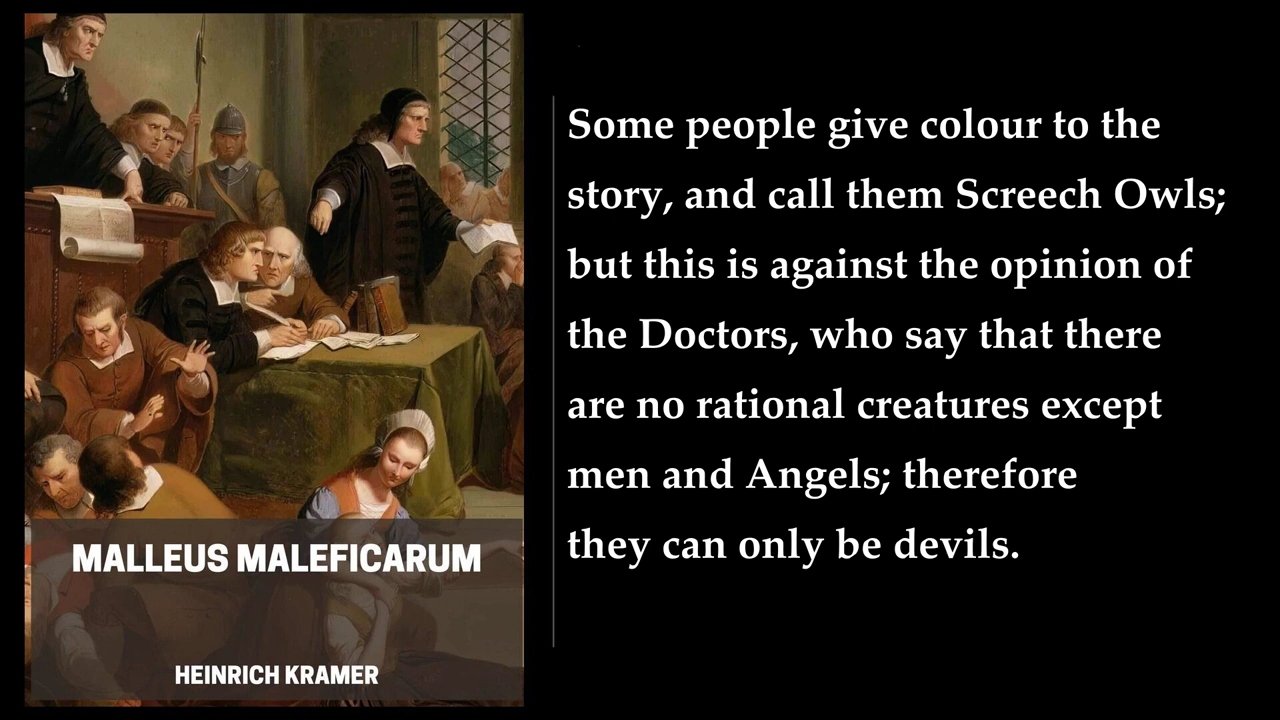 MALLEUS MALEFICARUM
HEINRICH KRAMER
Some people give colour to the
story, and call them Screech Owls;
but this is against the opinion of
the Doctors, who say that there
are no rational creatures except
men and Angels; therefore
they can only be devils.